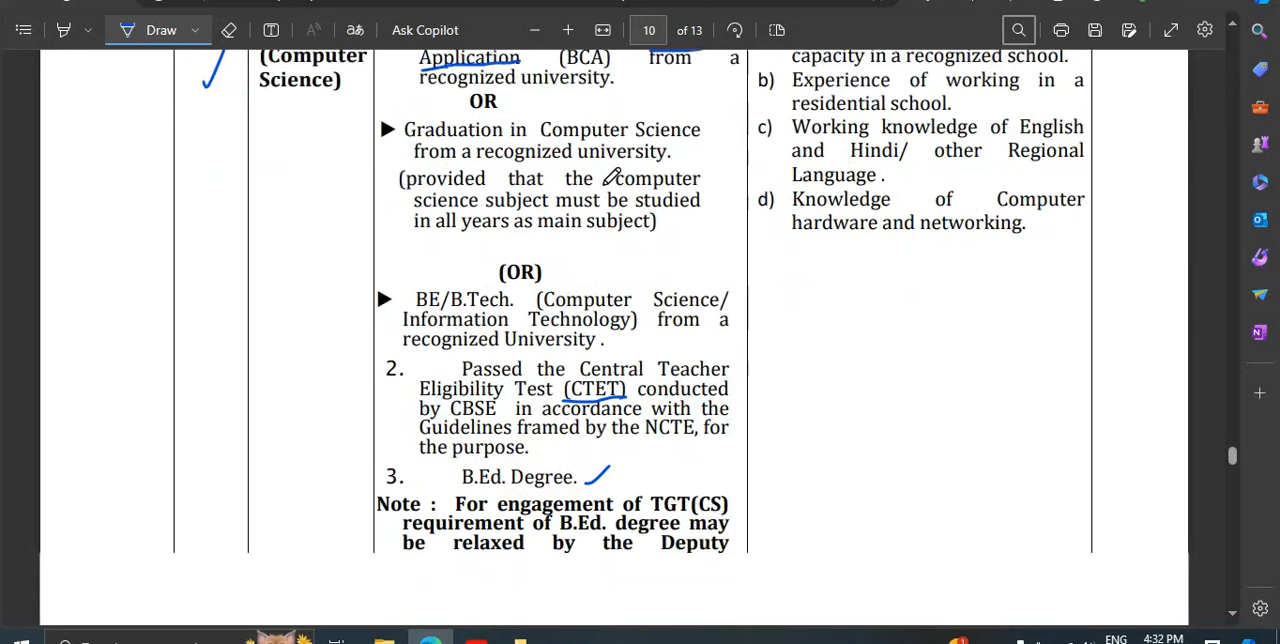 Draw
Ask Copilot
10
of 13
(Computer
Science)
Application (BCA) from a
recognized university.
OR
▶ Graduation in Computer Science
from a recognized university.
(provided that the computer
science subject must be studied
in all years as main subject)
(OR)
▶ BE/B.Tech. (Computer Science/
Information Technology) from a
recognized University .
2. Passed the Central Teacher
Eligibility Test (CTET) conducted
by CBSE in accordance with the
Guidelines framed by the NCTE, for
the purpose.
3. B.Ed. Degree.
Note : For engagement of TGT(CS)
requirement of B.Ed. degree may
be relaxed by the Deputy
capacity in a recognized school.
b) Experience of working in a
residential school.
c) Working knowledge of English
and Hindi/ other Regional
Language .
d) Knowledge of Computer
hardware and networking.
ENG
4:32 PM